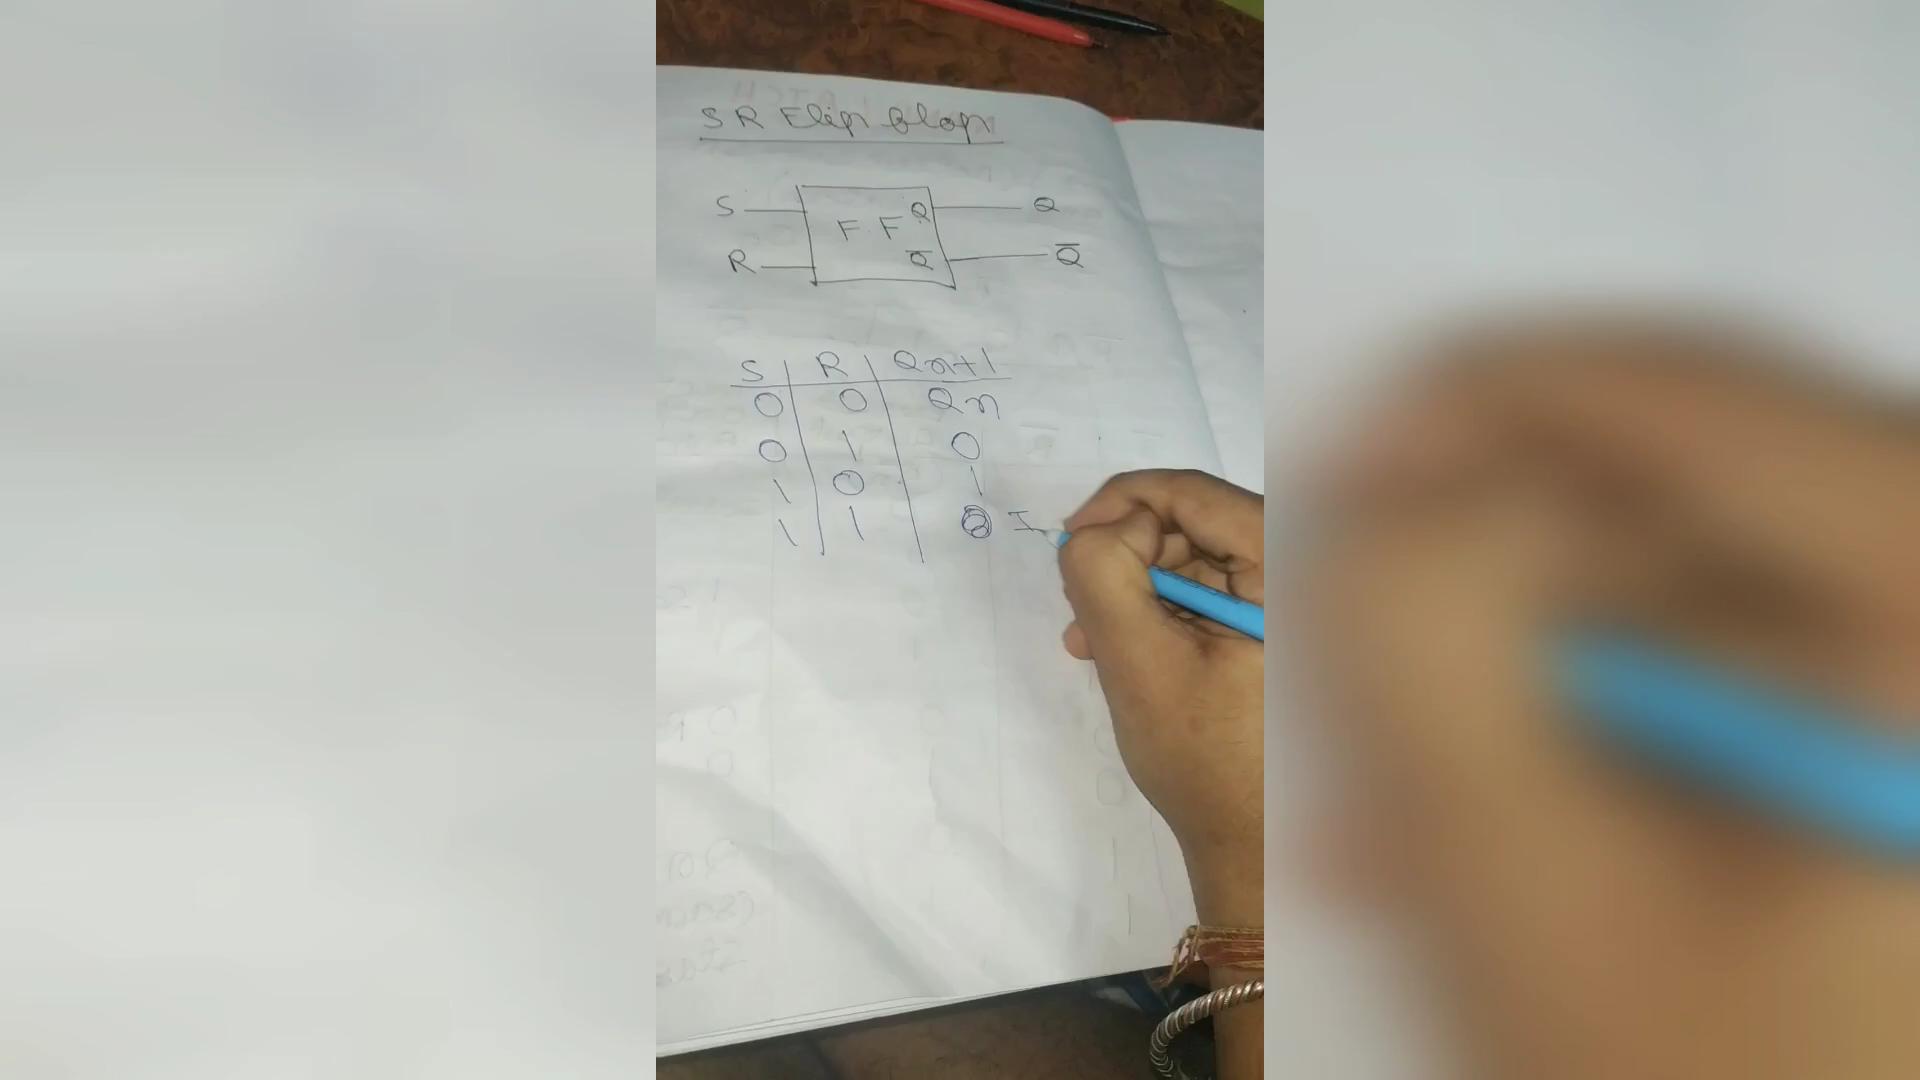 SR Flip flop
S F.F Q Q
R Q̅ Q̅
S R Qn+1
0 0 Qn
0 1 0
1 0 1
1 1 I